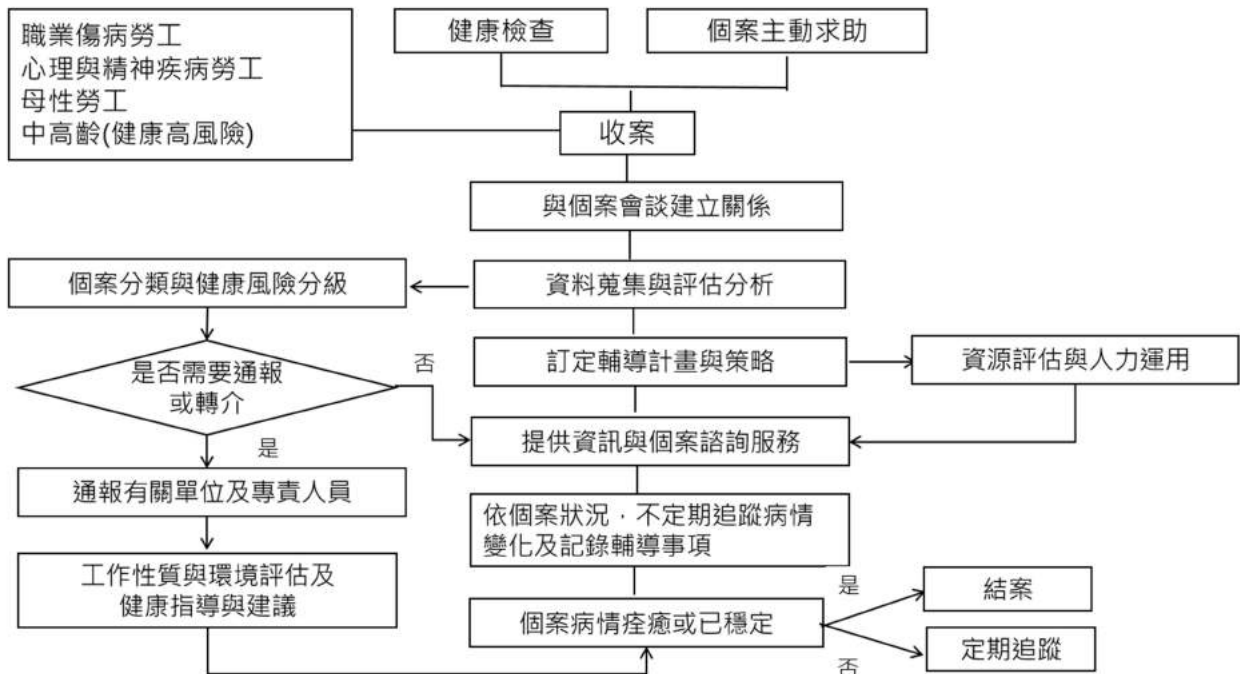 職業傷病勞工
心理與精神疾病勞工
母性勞工
中高齡(健康高風險)
健康檢查
個案主動求助
收案
與個案會談建立關係
個案分類與健康風險分級
資料蒐集與評估分析
是否需要通報
或轉介
否
訂定輔導計畫與策略
資源評估與人力運用
提供資訊與個案諮詢服務
是
通報有關單位及專責人員
依個案狀況，不定期追蹤病情
變化及記錄輔導事項
工作性質與環境評估及
健康指導與建議
個案病情痊癒或已穩定
是
結案
定期追蹤
否